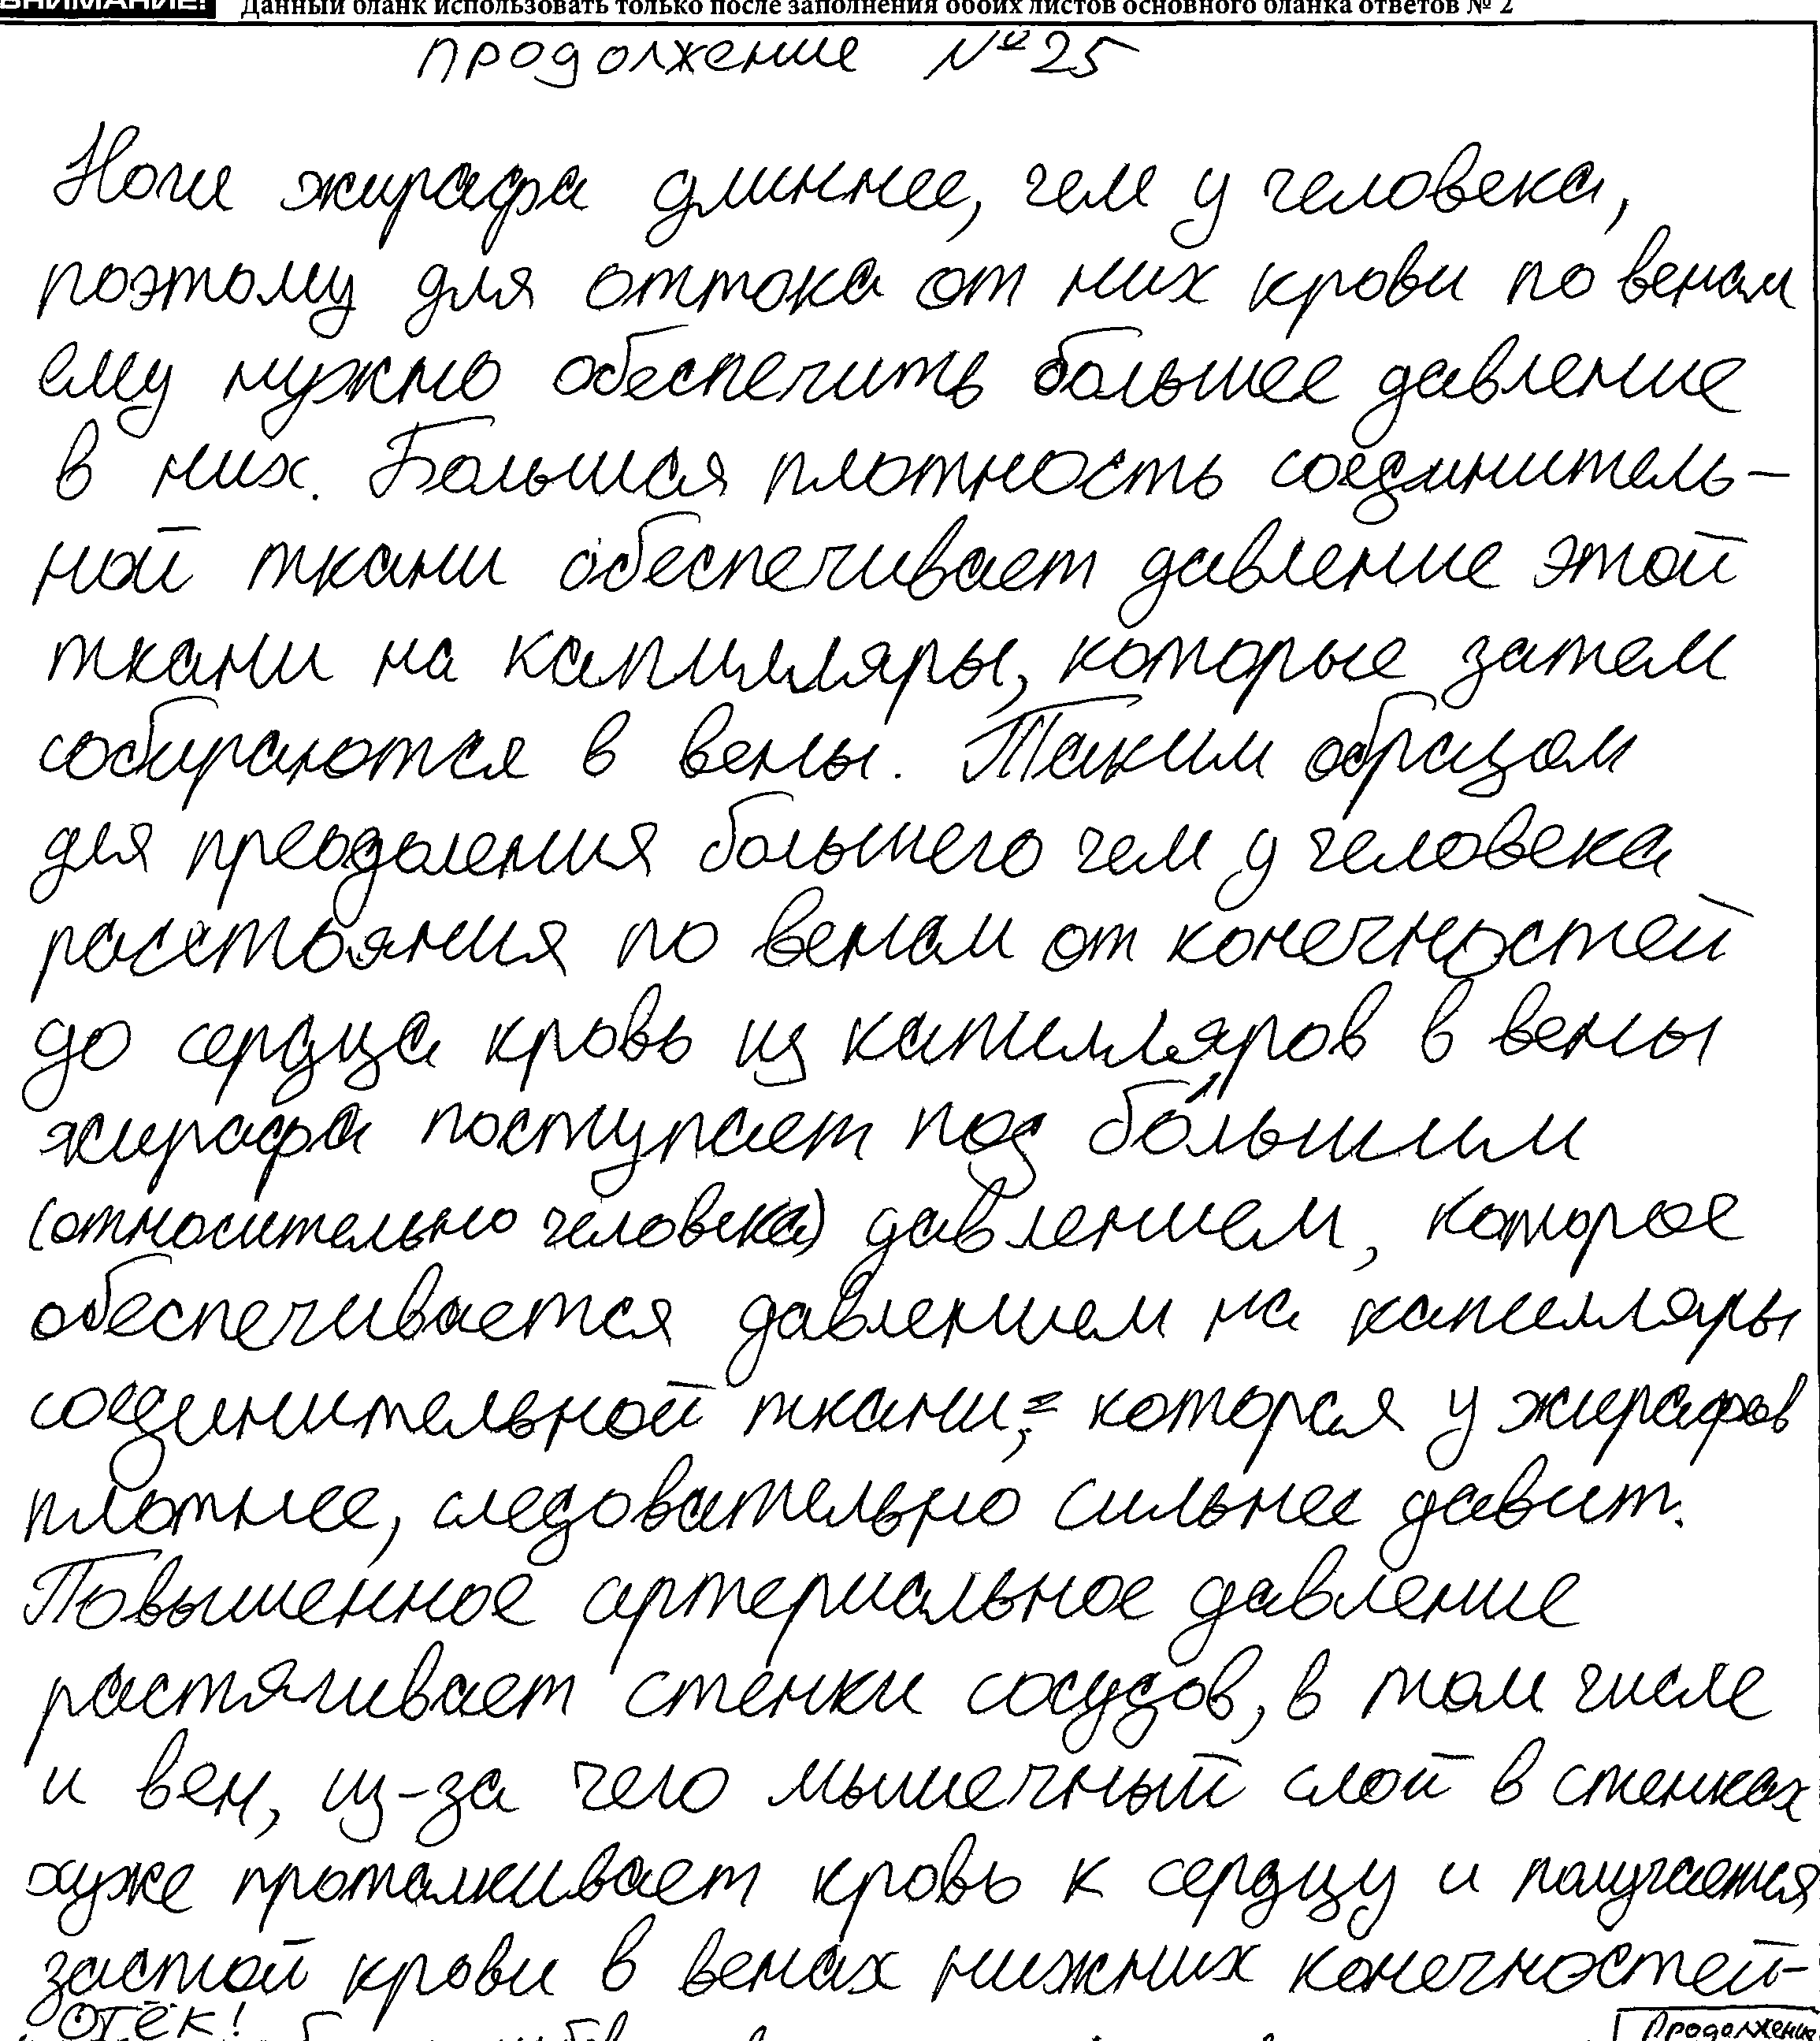 ВНИМАНИЕ! Данный бланк использовать только после заполнения обоих листов основного бланка ответов № 2
продолжение №25
Ноги жирафа длиннее, чем у человека,
поэтому для оттока от них крови по венам
ему нужно обеспечить большее давление
в них. Большая плотность соединитель-
ной ткани обеспечивает давление этой
ткани на капилляры, которые затем
собираются в вены. Таким образом
для преодоления большего чем у человека
расстояния по венам от конечностей
до сердца кровь из капилляров в вены
жирафа поступает под бо́льшим
(относительно человека) давлением, которое
обеспечивается давлением на капилляры
соединительной ткани, которая у жирафов
плотнее, следовательно сильнее давит.
Повышенное артериальное давление
растягивает стенки сосудов, в том числе
и вен, из-за чего мышечный слой в стенках
хуже проталкивает кровь к сердцу и получается
застой крови в венах нижних конечностей-
отёк!
Продолжение